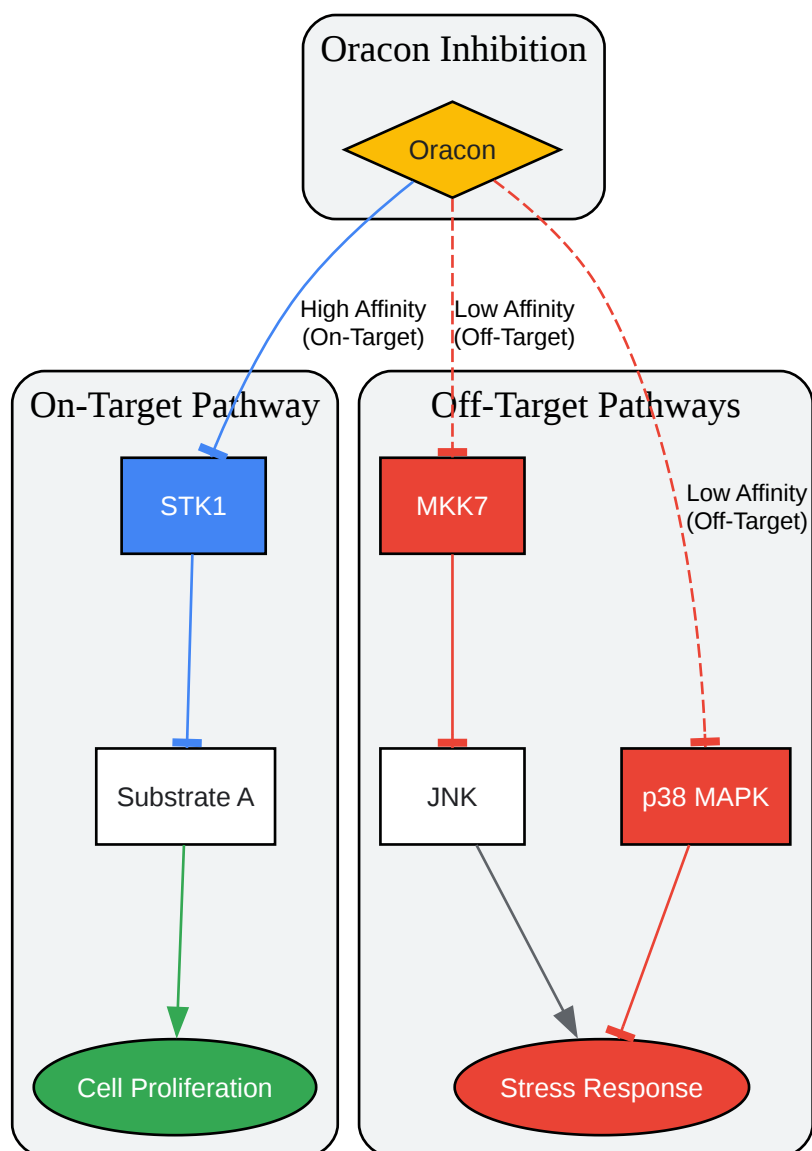 Oracon Inhibition
Oracon
High Affinity
(On-Target)
Low Affinity
(Off-Target)
On-Target Pathway
Off-Target Pathways
STK1
MKK7
Low Affinity
(Off-Target)
Substrate A
JNK
p38 MAPK
Cell Proliferation
Stress Response